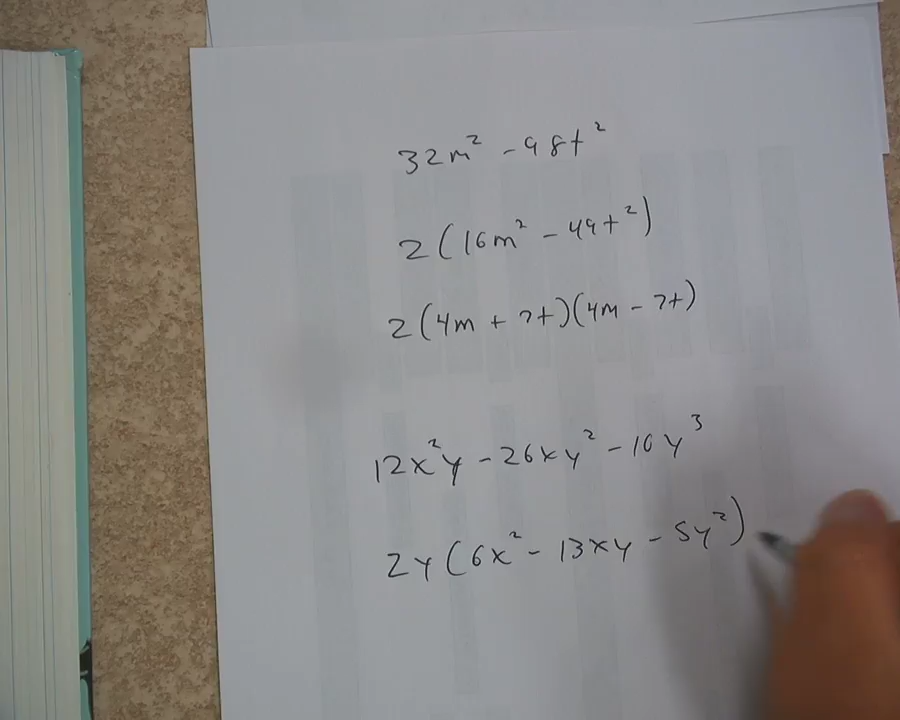 32m² - 98t²
2(16m² - 49t²)
2(4m + 7t)(4m - 7t)
12x²y - 26xy² - 10y³
2y(6x² - 13xy - 5y²)